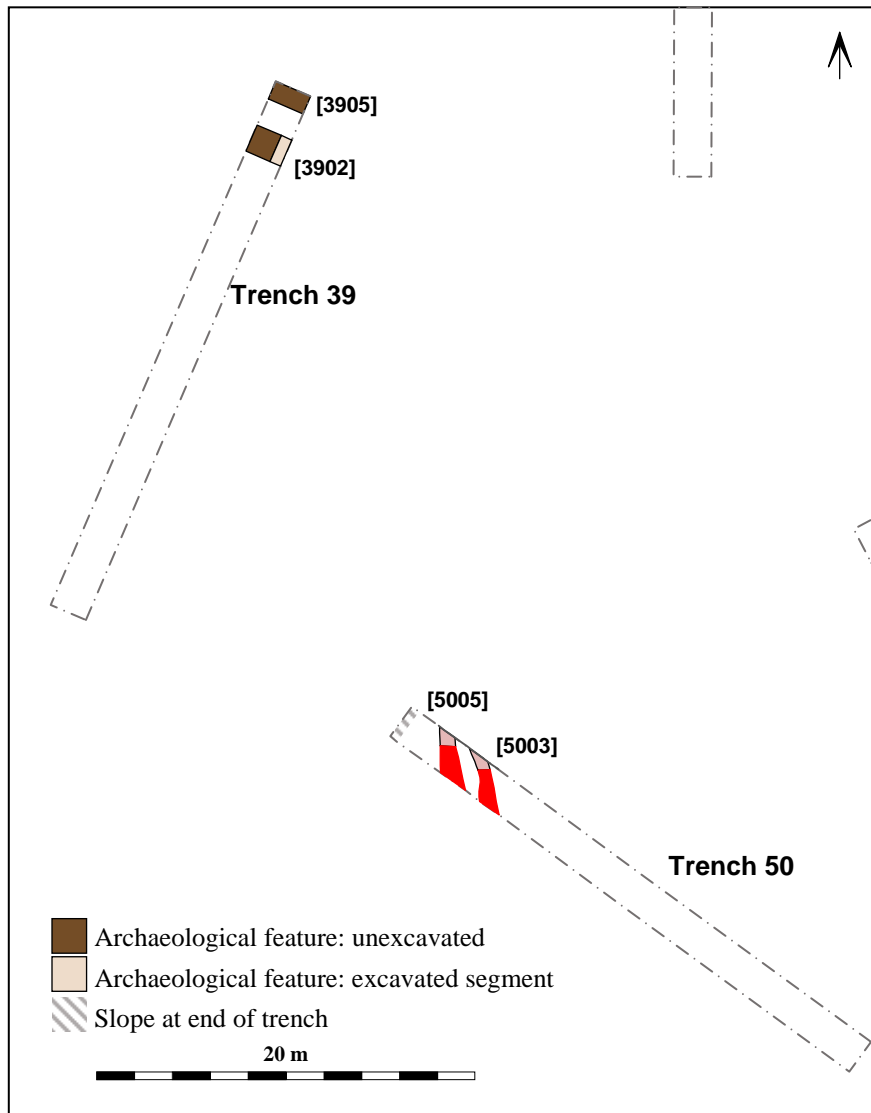 [3905]
[3902]
Trench 39
[5005]
[5003]
Trench 50
Archaeological feature: unexcavated
Archaeological feature: excavated segment
Slope at end of trench
20 m